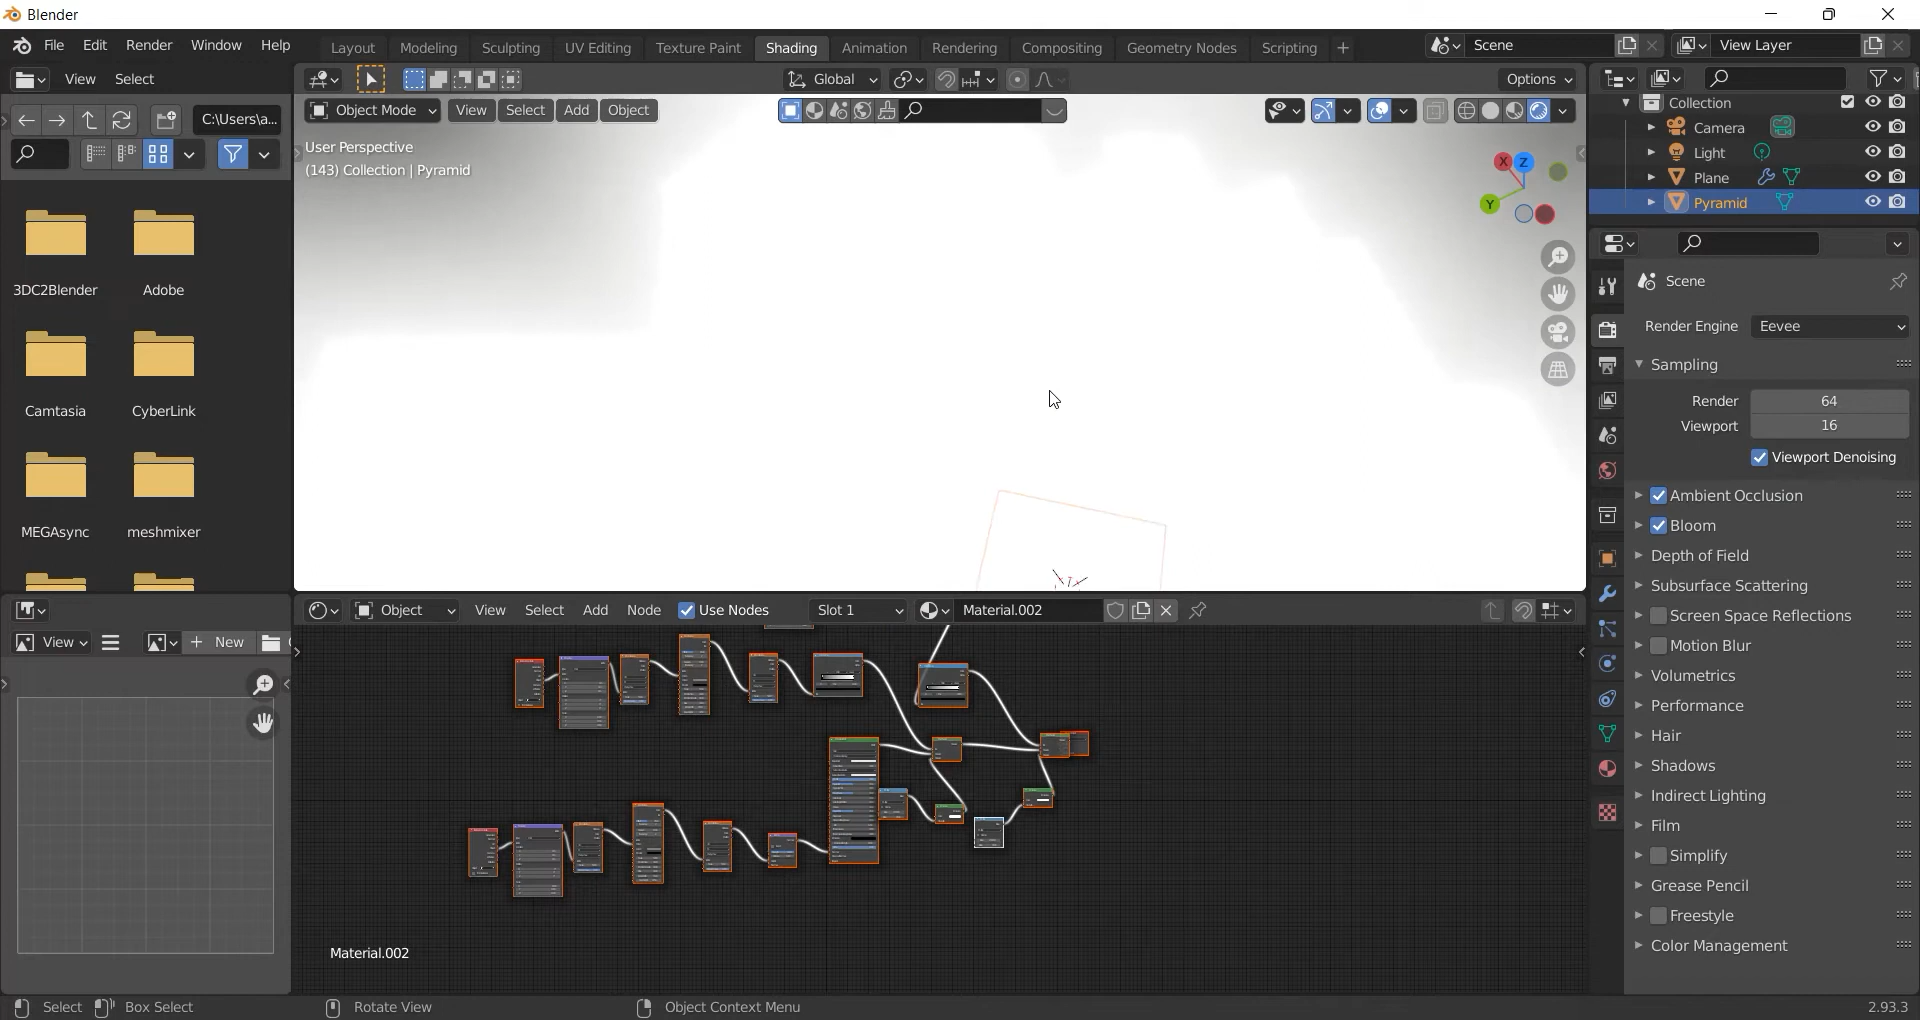 Blender
File Edit Render Window Help
Layout Modeling Sculpting UV Editing Texture Paint Shading Animation Rendering Compositing Geometry Nodes Scripting +
Scene
View Layer
View Select
Global
Options
C:\Users\a...
Object Mode View Select Add Object
User Perspective
(143) Collection | Pyramid
X Z
Y
3DC2Blender Adobe
Camtasia CyberLink
MEGAsync meshmixer
Collection
Camera
Light
Plane
Pyramid
Scene
Render Engine Eevee
Sampling
Render 64
Viewport 16
Viewport Denoising
Ambient Occlusion
Bloom
Depth of Field
Subsurface Scattering
Screen Space Reflections
Motion Blur
Volumetrics
Performance
Hair
Shadows
Indirect Lighting
Film
Simplify
Grease Pencil
Freestyle
Color Management
View + New
Object View Select Add Node Use Nodes Slot 1 Material.002
Material.002
Select Box Select Rotate View Object Context Menu 2.93.3